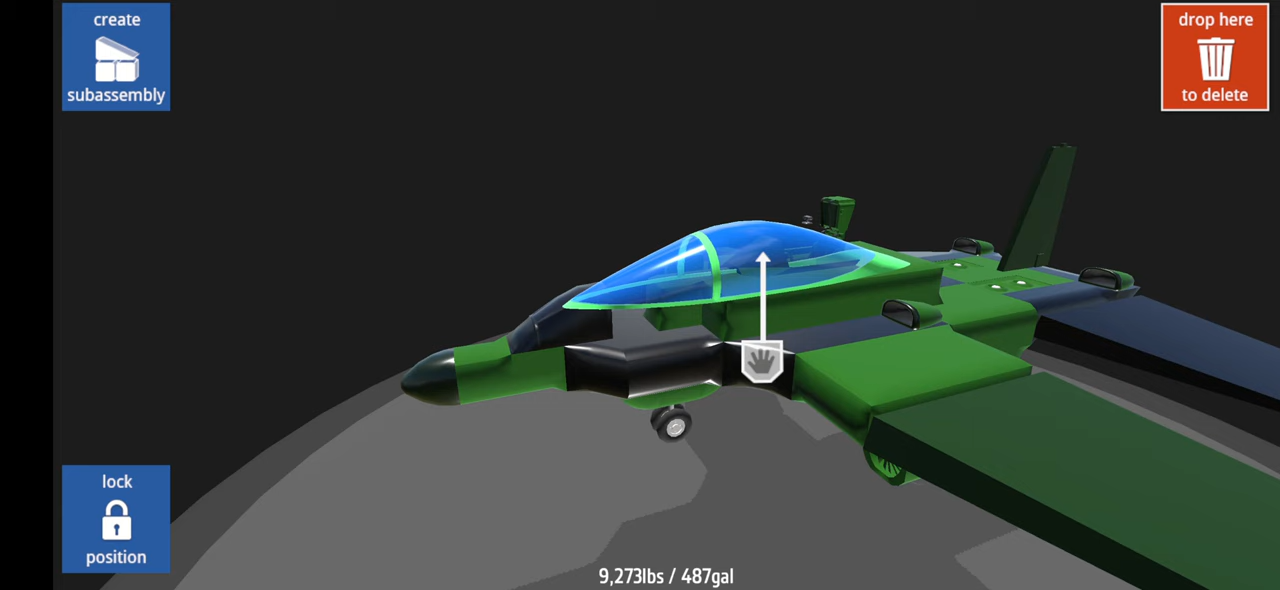 create
subassembly
drop here
to delete
lock
position
9,273lbs / 487gal